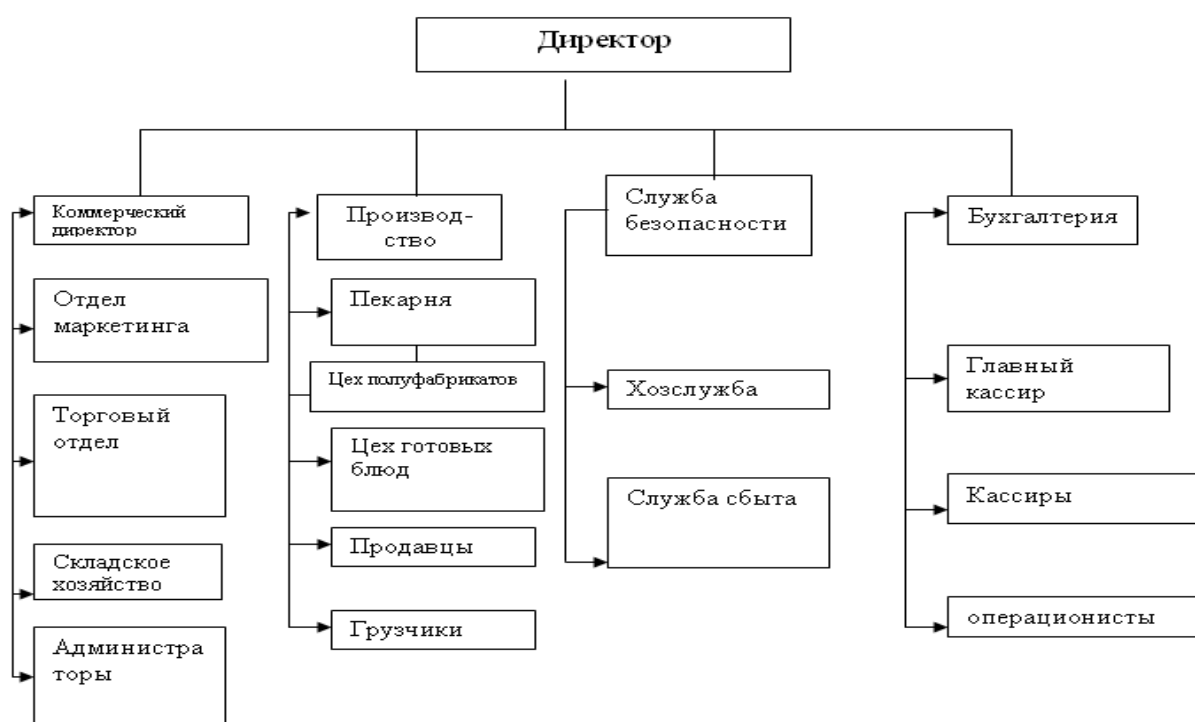 Директор
Коммерческий
директор
Отдел
маркетинга
Торговый
отдел
Складское
хозяйство
Администра
торы
Производ-
ство
Пекарня
Цех полуфабрикатов
Цех готовых
блюд
Продавцы
Грузчики
Служба
безопасности
Хозслужба
Служба сбыта
Бухгалтерия
Главный
кассир
Кассиры
операционисты